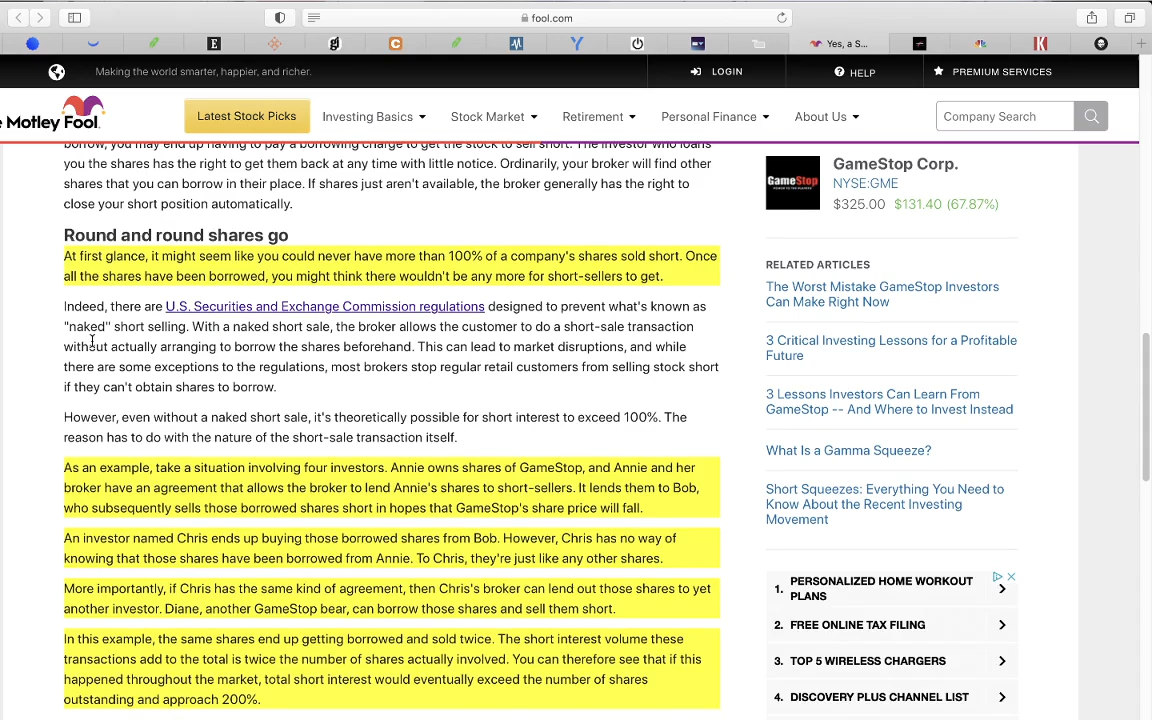 fool.com
Yes, a S...
Making the world smarter, happier, and richer.
LOGIN
HELP
PREMIUM SERVICES
e Motley Fool.
Latest Stock Picks
Investing Basics
Stock Market
Retirement
Personal Finance
About Us
Company Search
borrow, you may end up having to pay a borrowing charge to get the stock to sell short. The investor who loans
you the shares has the right to get them back at any time with little notice. Ordinarily, your broker will find other
shares that you can borrow in their place. If shares just aren't available, the broker generally has the right to
close your short position automatically.
Round and round shares go
At first glance, it might seem like you could never have more than 100% of a company's shares sold short. Once
all the shares have been borrowed, you might think there wouldn't be any more for short-sellers to get.
Indeed, there are U.S. Securities and Exchange Commission regulations designed to prevent what's known as
"naked" short selling. With a naked short sale, the broker allows the customer to do a short-sale transaction
without actually arranging to borrow the shares beforehand. This can lead to market disruptions, and while
there are some exceptions to the regulations, most brokers stop regular retail customers from selling stock short
if they can't obtain shares to borrow.
However, even without a naked short sale, it's theoretically possible for short interest to exceed 100%. The
reason has to do with the nature of the short-sale transaction itself.
As an example, take a situation involving four investors. Annie owns shares of GameStop, and Annie and her
broker have an agreement that allows the broker to lend Annie's shares to short-sellers. It lends them to Bob,
who subsequently sells those borrowed shares short in hopes that GameStop's share price will fall.
An investor named Chris ends up buying those borrowed shares from Bob. However, Chris has no way of
knowing that those shares have been borrowed from Annie. To Chris, they're just like any other shares.
More importantly, if Chris has the same kind of agreement, then Chris's broker can lend out those shares to yet
another investor. Diane, another GameStop bear, can borrow those shares and sell them short.
In this example, the same shares end up getting borrowed and sold twice. The short interest volume these
transactions add to the total is twice the number of shares actually involved. You can therefore see that if this
happened throughout the market, total short interest would eventually exceed the number of shares
outstanding and approach 200%.
GameStop
GameStop Corp.
NYSE:GME
$325.00 $131.40 (67.87%)
RELATED ARTICLES
The Worst Mistake GameStop Investors
Can Make Right Now
3 Critical Investing Lessons for a Profitable
Future
3 Lessons Investors Can Learn From
GameStop -- And Where to Invest Instead
What Is a Gamma Squeeze?
Short Squeezes: Everything You Need to
Know About the Recent Investing
Movement
1. PERSONALIZED HOME WORKOUT
PLANS
2. FREE ONLINE TAX FILING
3. TOP 5 WIRELESS CHARGERS
4. DISCOVERY PLUS CHANNEL LIST